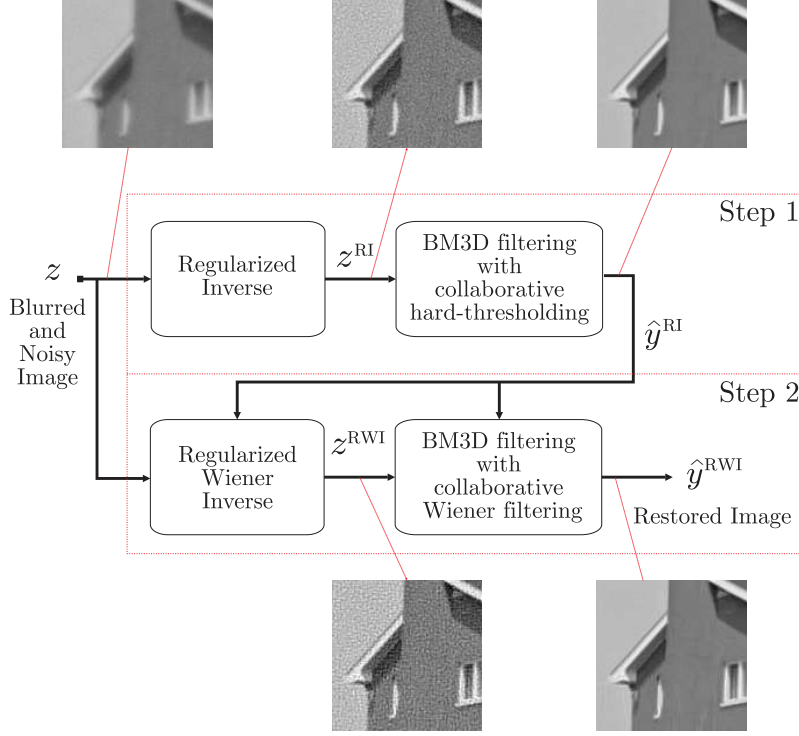 Step 1
z
Blurred
and
Noisy
Image
Regularized
Inverse
z^RI
BM3D filtering
with
collaborative
hard-thresholding
ŷ^RI
Step 2
Regularized
Wiener
Inverse
z^RWI
BM3D filtering
with
collaborative
Wiener filtering
ŷ^RWI
Restored Image